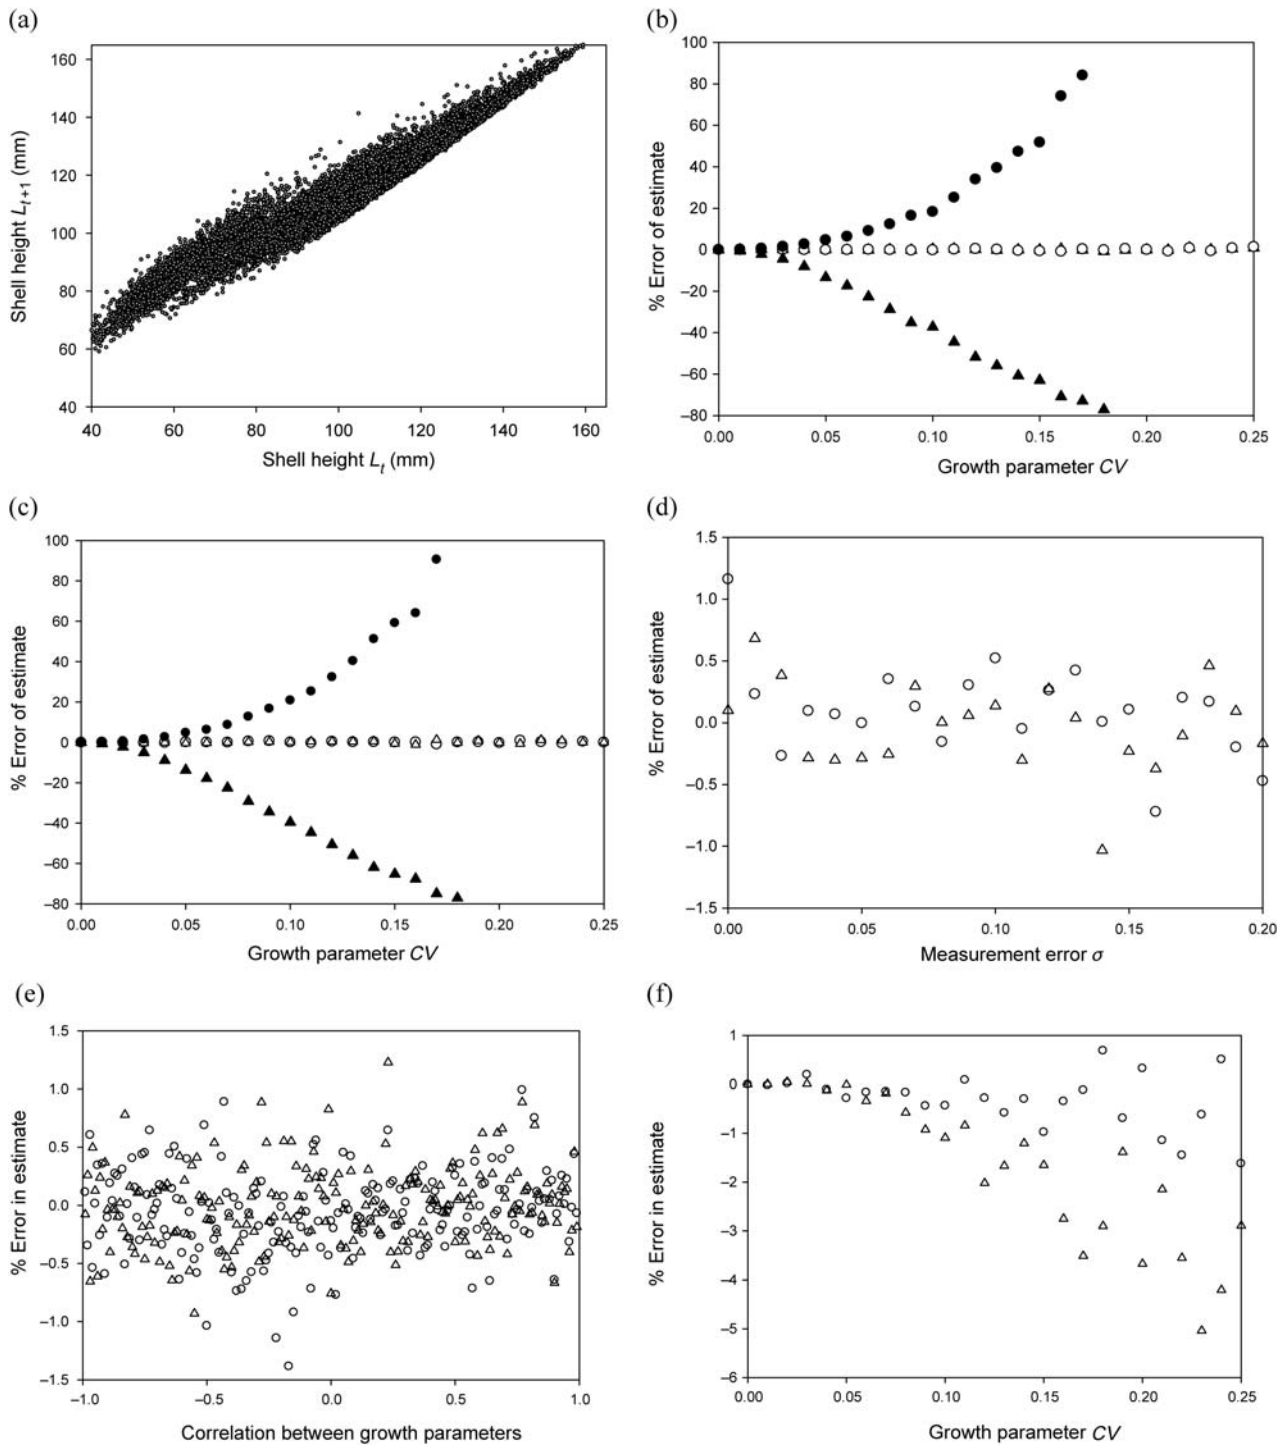 (a)
160
140
120
100
80
60
40
Shell height Lt+1 (mm)
40 60 80 100 120 140 160
Shell height Lt (mm)
(b)
100
80
60
40
20
0
−20
−40
−60
−80
% Error of estimate
0.00 0.05 0.10 0.15 0.20 0.25
Growth parameter CV
(c)
100
80
60
40
20
0
−20
−40
−60
−80
% Error of estimate
0.00 0.05 0.10 0.15 0.20 0.25
Growth parameter CV
(d)
1.5
1.0
0.5
0.0
−0.5
−1.0
−1.5
% Error of estimate
0.00 0.05 0.10 0.15 0.20
Measurement error σ
(e)
1.5
1.0
0.5
0.0
−0.5
−1.0
−1.5
% Error in estimate
−1.0 −0.5 0.0 0.5 1.0
Correlation between growth parameters
(f)
1
0
−1
−2
−3
−4
−5
−6
% Error in estimate
0.00 0.05 0.10 0.15 0.20 0.25
Growth parameter CV